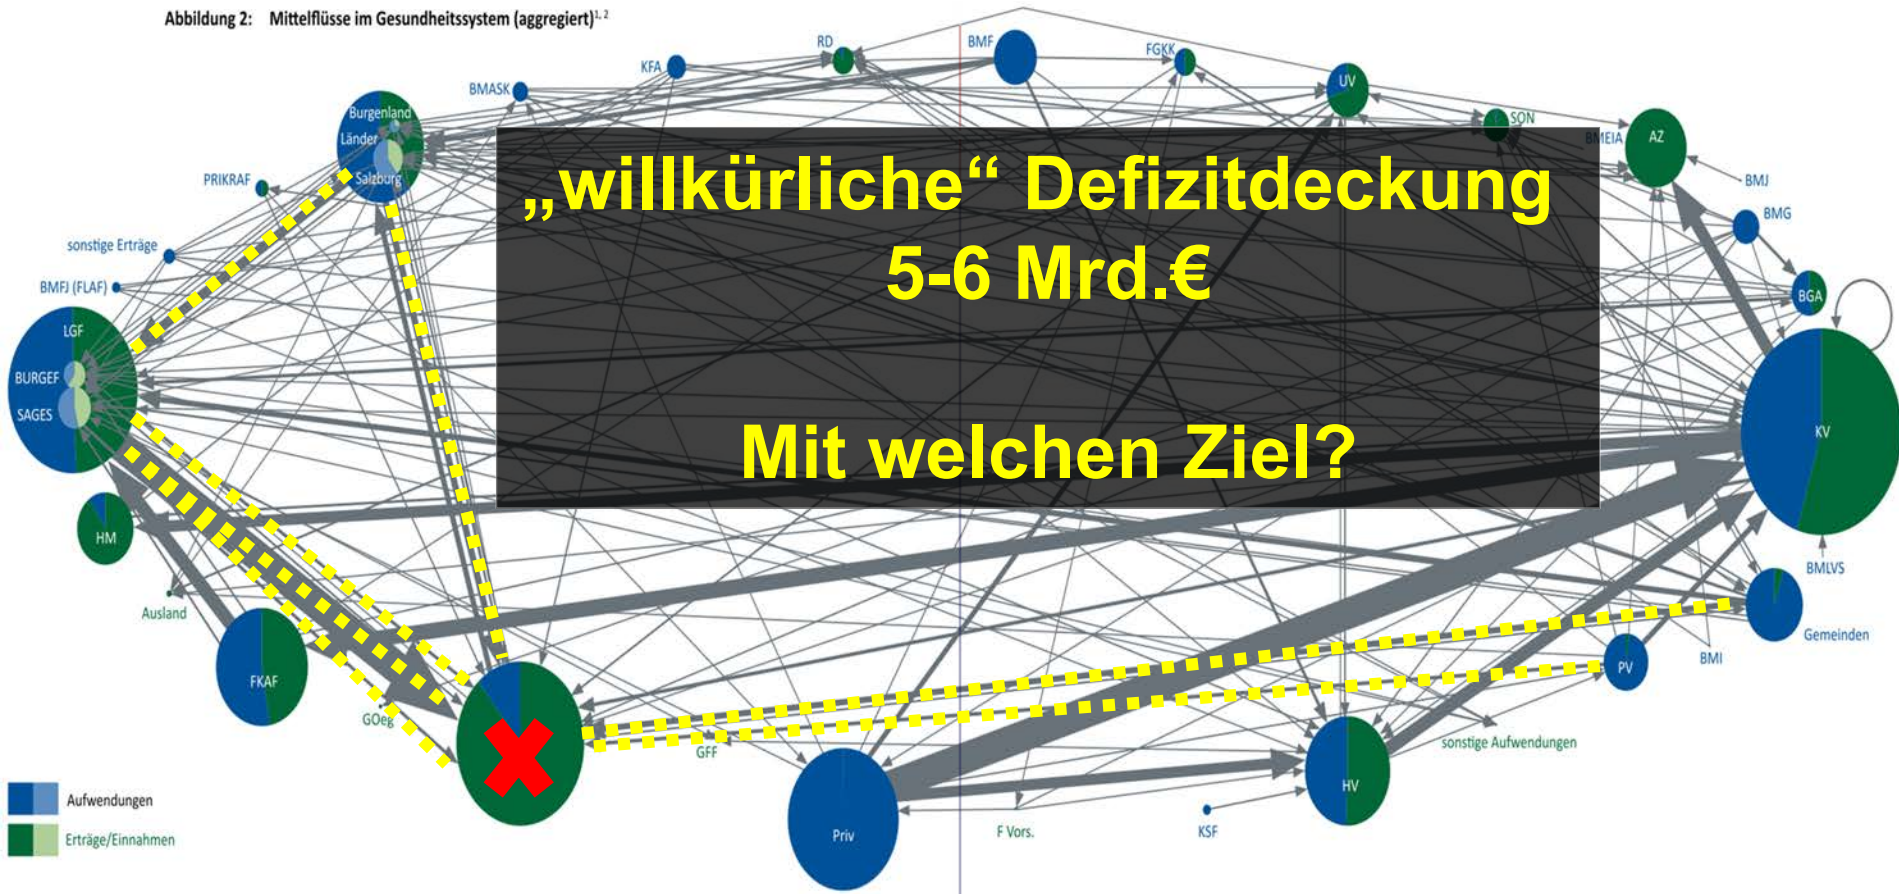 Abbildung 2: Mittelflüsse im Gesundheitssystem (aggregiert)1, 2
RD
BMF
FGKK
KFA
UV
BMASK
SON
Burgenland
BMEIA
AZ
Länder
Salzburg
PRIKRAF
BMJ
BMG
„willkürliche“ Defizitdeckung
5-6 Mrd.€
Mit welchen Ziel?
sonstige Erträge
BMFJ (FLAF)
BGA
LGF
BURGEF
SAGES
KV
HM
BMLVS
Ausland
Gemeinden
BMI
PV
FKAF
GOeg
GFF
sonstige Aufwendungen
HV
Aufwendungen
Erträge/Einnahmen
Priv
F Vors.
KSF